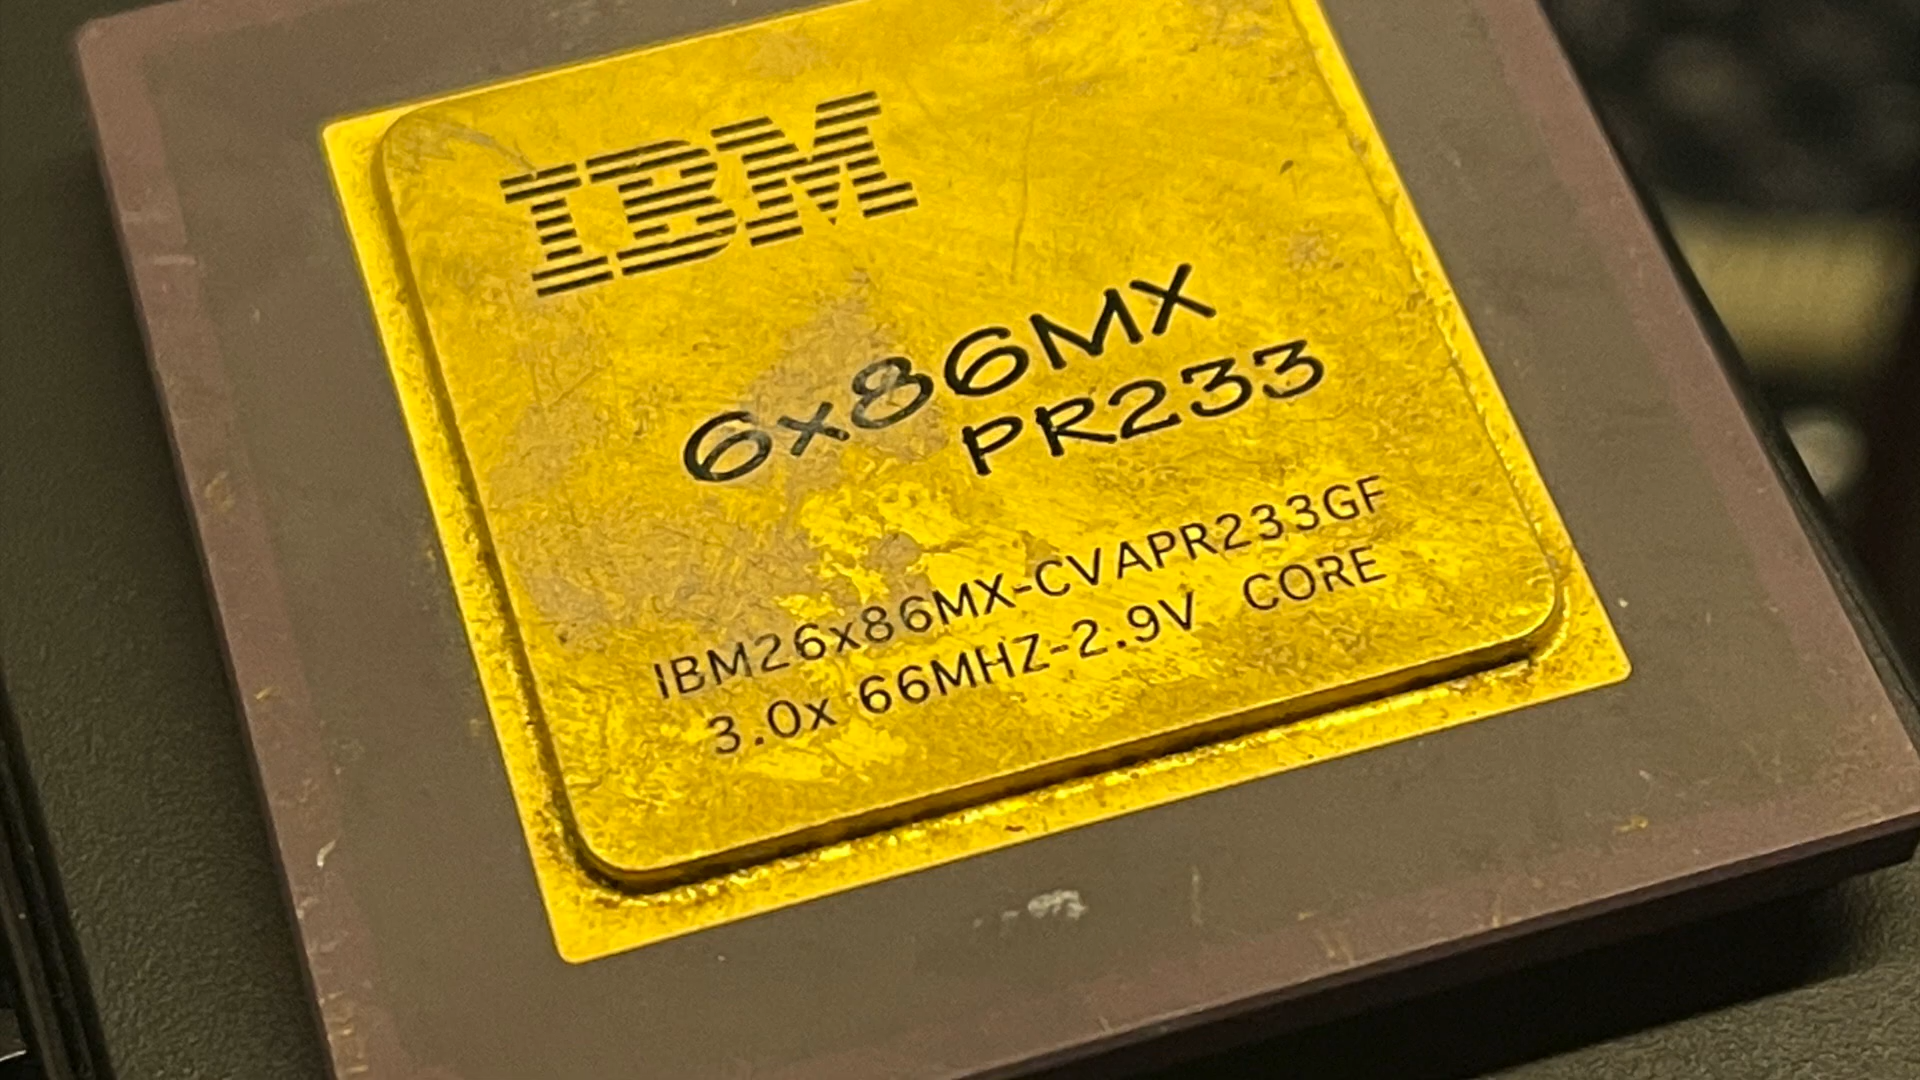 IBM
6x86MX
PR233
IBM26x86MX-CVAPR233GF
3.0x 66MHZ-2.9V CORE